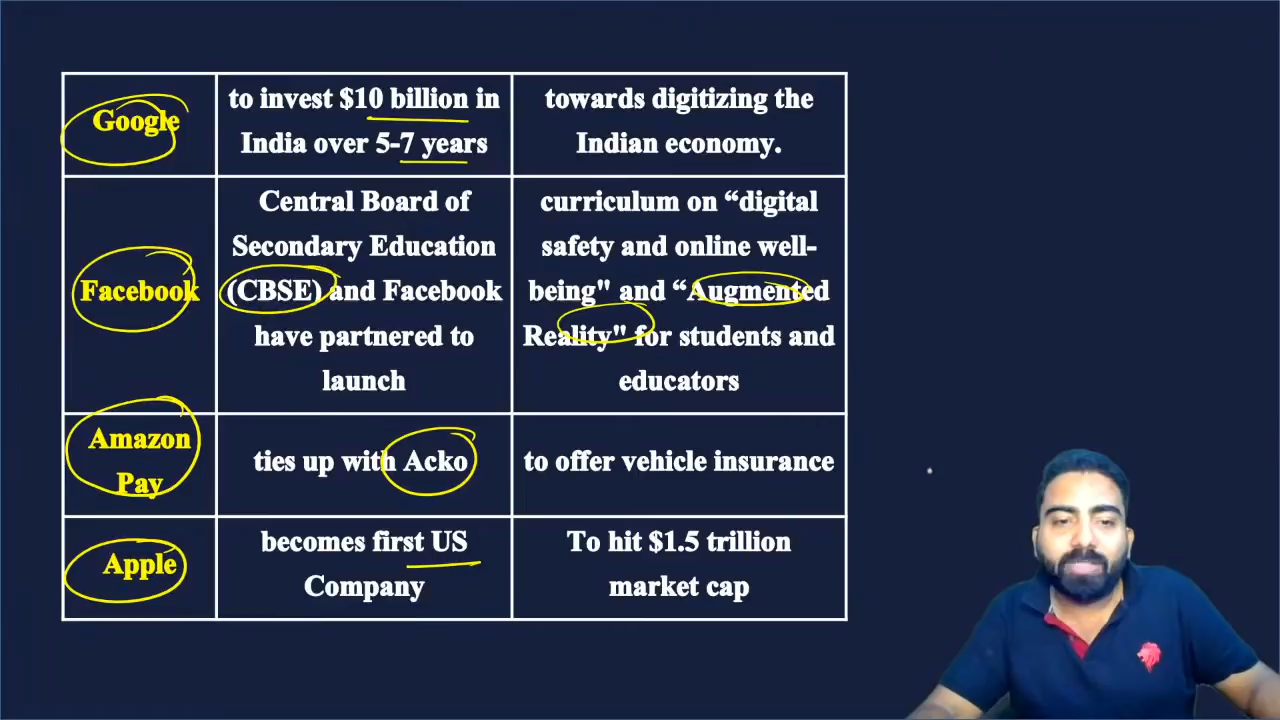 Google
to invest $10 billion in
India over 5-7 years
towards digitizing the
Indian economy.
Facebook
Central Board of
Secondary Education
(CBSE) and Facebook
have partnered to
launch
curriculum on “digital
safety and online well-
being" and “Augmented
Reality" for students and
educators
Amazon
Pay
ties up with Acko
to offer vehicle insurance
Apple
becomes first US
Company
To hit $1.5 trillion
market cap